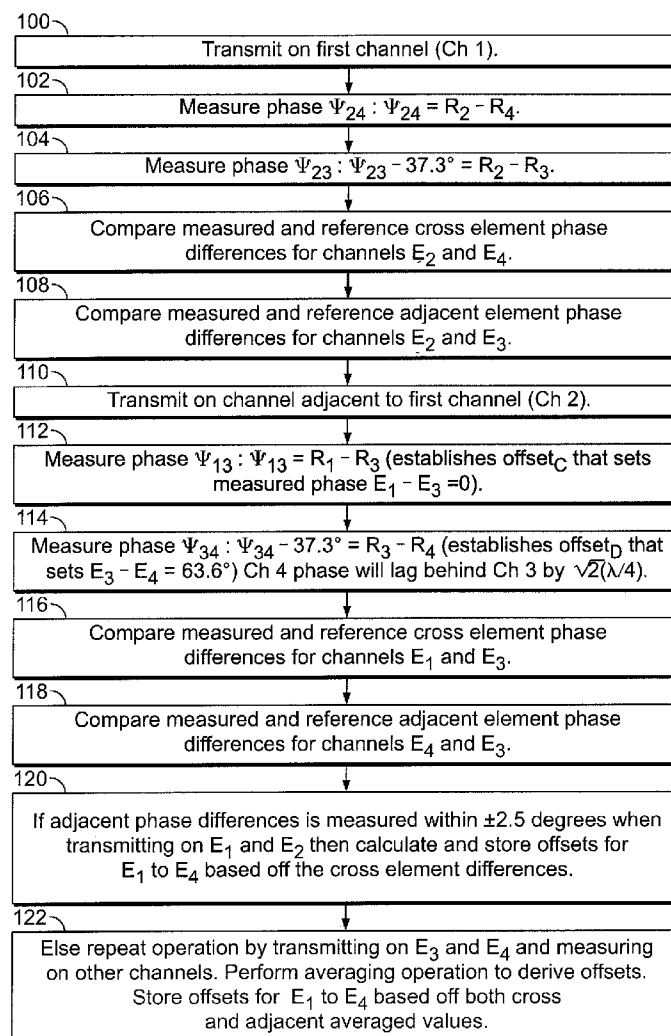 100
Transmit on first channel (Ch 1).
102
Measure phase Ψ₂₄ : Ψ₂₄ = R₂ – R₄.
104
Measure phase Ψ₂₃ : Ψ₂₃ – 37.3° = R₂ – R₃.
106
Compare measured and reference cross element phase
differences for channels E₂ and E₄.
108
Compare measured and reference adjacent element phase
differences for channels E₂ and E₃.
110
Transmit on channel adjacent to first channel (Ch 2).
112
Measure phase Ψ₁₃ : Ψ₁₃ = R₁ – R₃ (establishes offset_C that sets
measured phase E₁ – E₃ =0).
114
Measure phase Ψ₃₄ : Ψ₃₄ – 37.3° = R₃ – R₄ (establishes offset_D that
sets E₃ – E₄ = 63.6°) Ch 4 phase will lag behind Ch 3 by √2(λ/4).
116
Compare measured and reference cross element phase
differences for channels E₁ and E₃.
118
Compare measured and reference adjacent element phase
differences for channels E₄ and E₃.
120
If adjacent phase differences is measured within ±2.5 degrees when
transmitting on E₁ and E₂ then calculate and store offsets for
E₁ to E₄ based off the cross element differences.
122
Else repeat operation by transmitting on E₃ and E₄ and measuring
on other channels. Perform averaging operation to derive offsets.
Store offsets for E₁ to E₄ based off both cross
and adjacent averaged values.